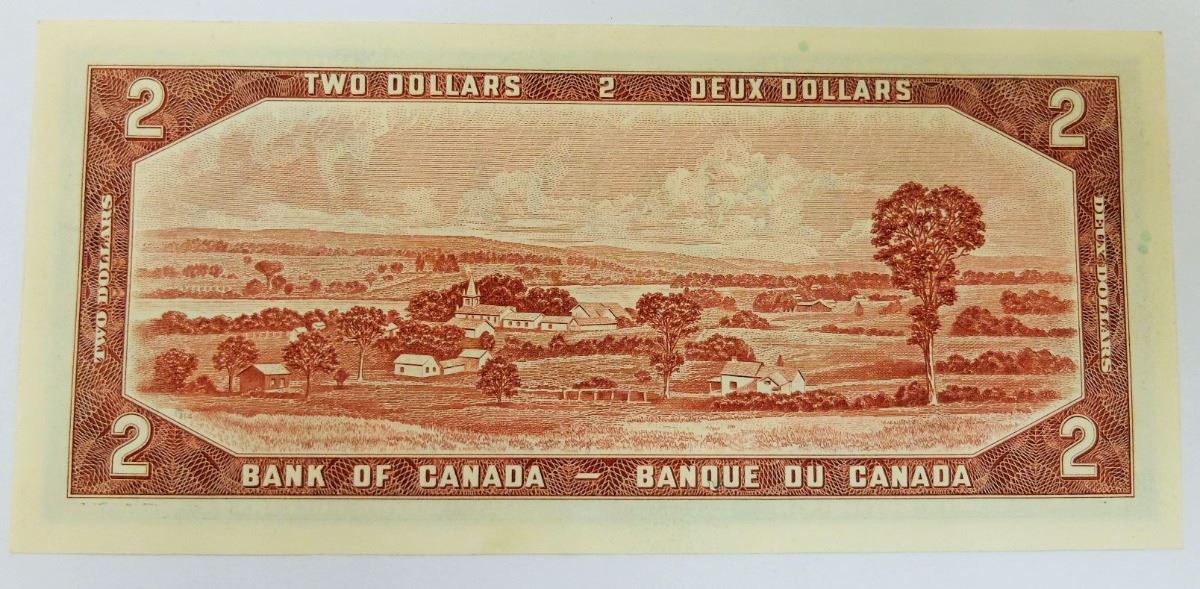 TWO DOLLARS 2 DEUX DOLLARS
2
2
TWO DOLLARS
DEUX DOLLARS
2
2
BANK OF CANADA – BANQUE DU CANADA